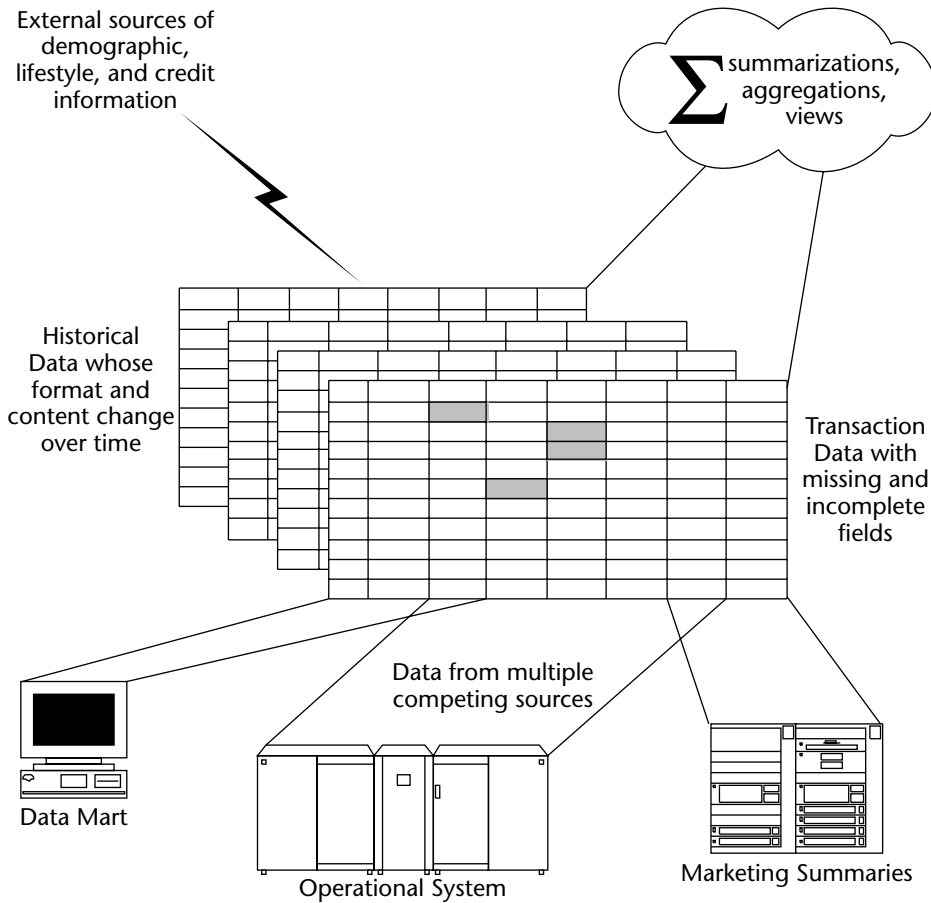 External sources of
demographic,
lifestyle, and credit
information
∑ summarizations,
aggregations,
views
Historical
Data whose
format and
content change
over time
Transaction
Data with
missing and
incomplete
fields
Data from multiple
competing sources
Data Mart
Operational System
Marketing Summaries